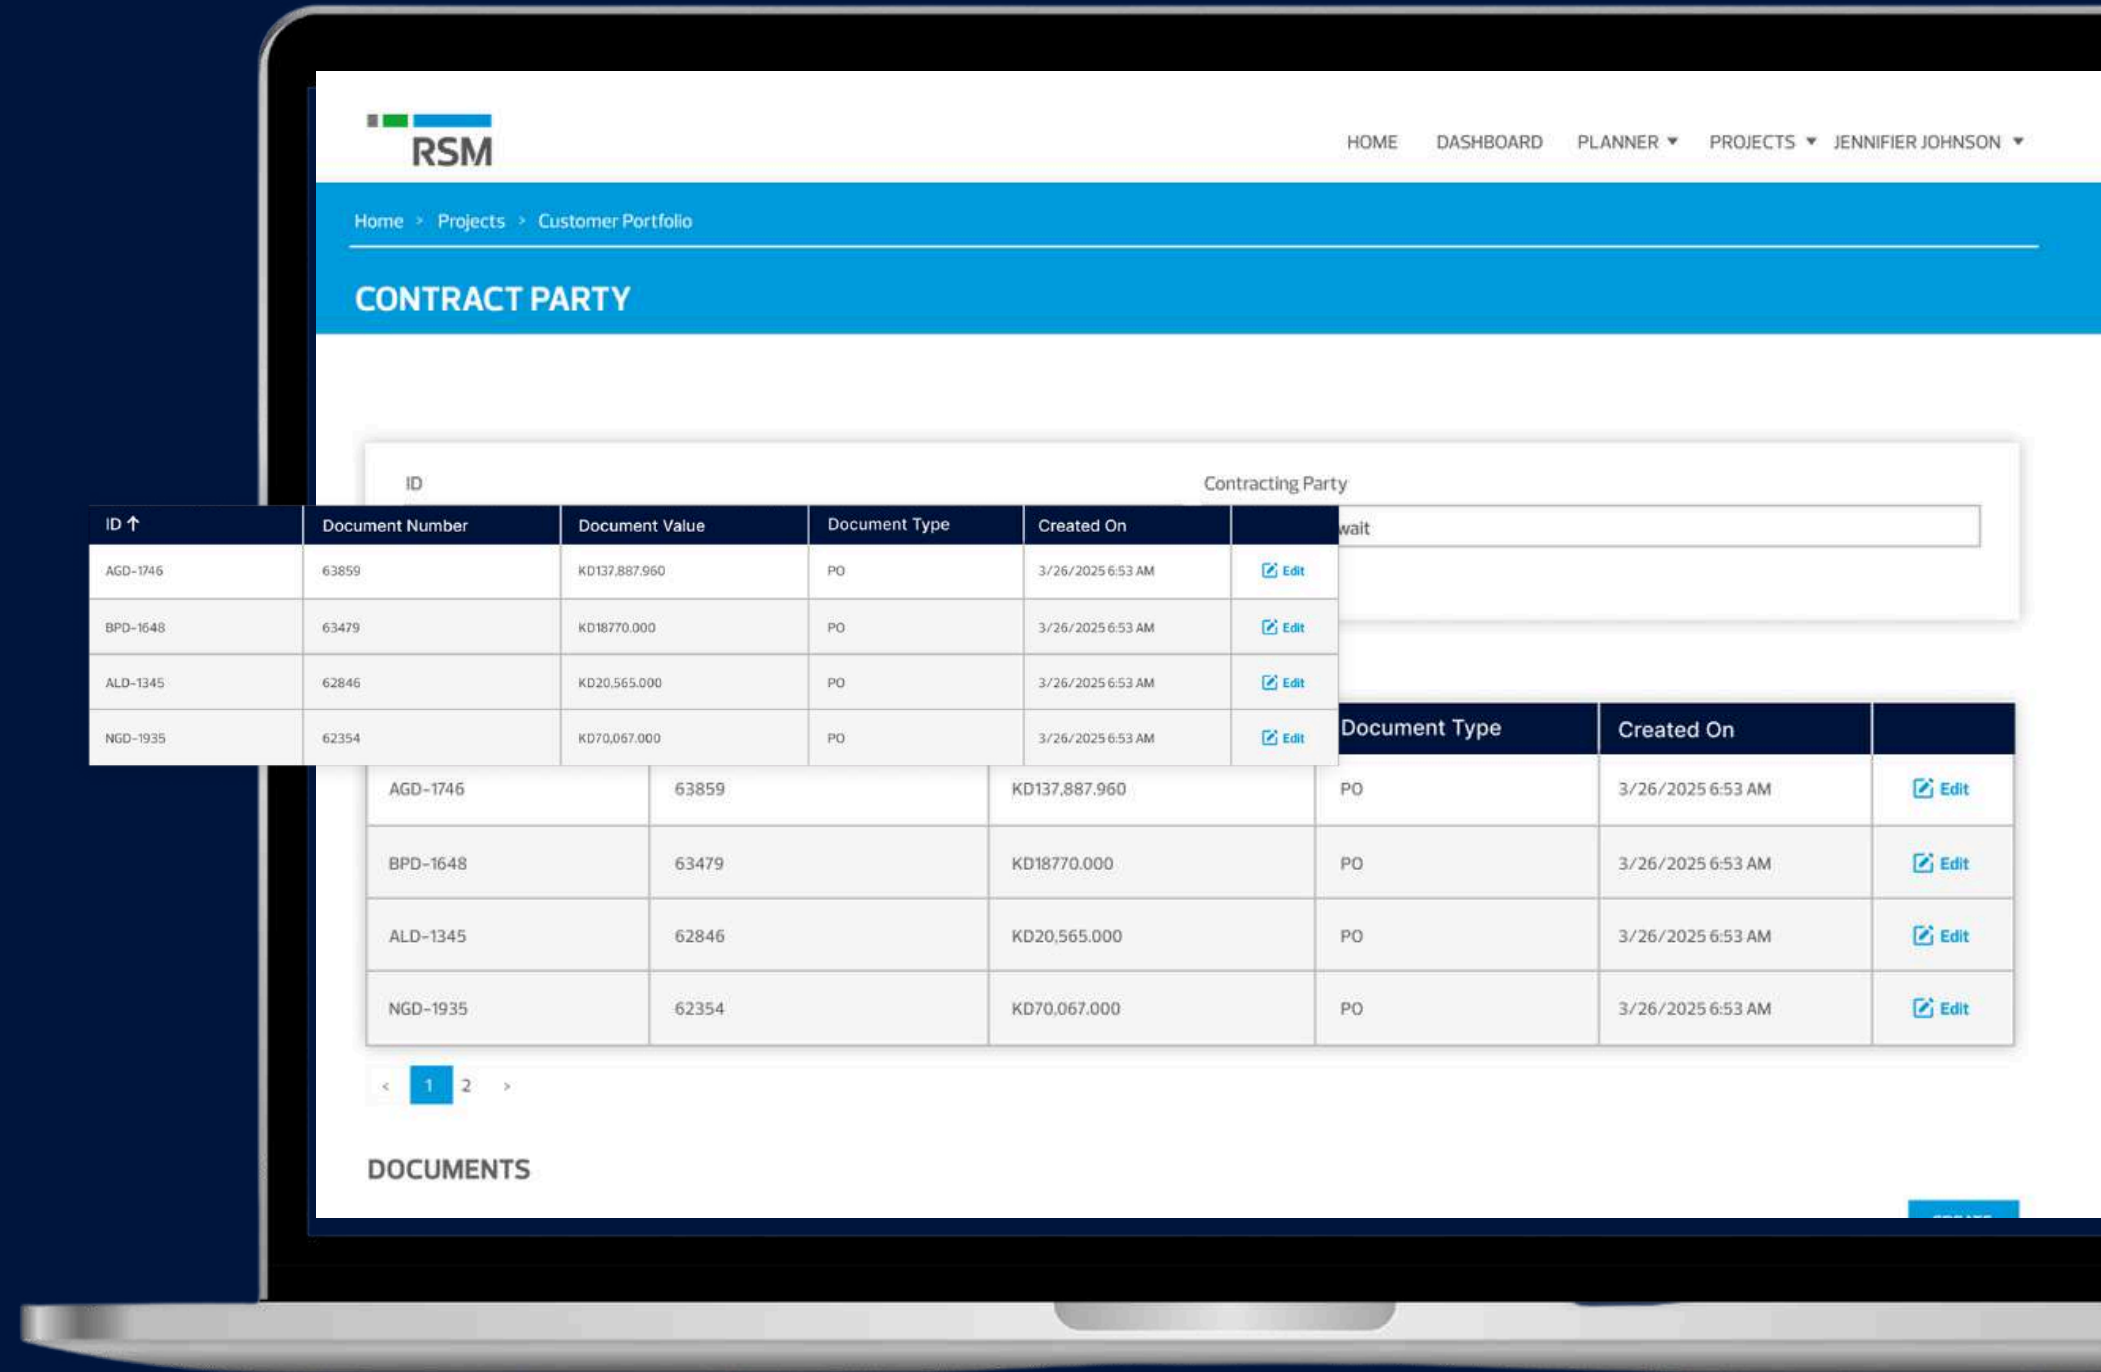 RSM
HOME DASHBOARD PLANNER PROJECTS JENNIFIER JOHNSON
Home > Projects > Customer Portfolio
CONTRACT PARTY
ID Contracting Party
wait
ID ↑ Document Number Document Value Document Type Created On
AGD-1746 63859 KD137,887.960 PO 3/26/2025 6:53 AM Edit
BPD-1648 63479 KD18770.000 PO 3/26/2025 6:53 AM Edit
ALD-1345 62846 KD20,565.000 PO 3/26/2025 6:53 AM Edit
NGD-1935 62354 KD70,067.000 PO 3/26/2025 6:53 AM Edit
Document Type Created On
AGD-1746 63859 KD137,887.960 PO 3/26/2025 6:53 AM Edit
BPD-1648 63479 KD18770.000 PO 3/26/2025 6:53 AM Edit
ALD-1345 62846 KD20,565.000 PO 3/26/2025 6:53 AM Edit
NGD-1935 62354 KD70,067.000 PO 3/26/2025 6:53 AM Edit
< 1 2 >
DOCUMENTS